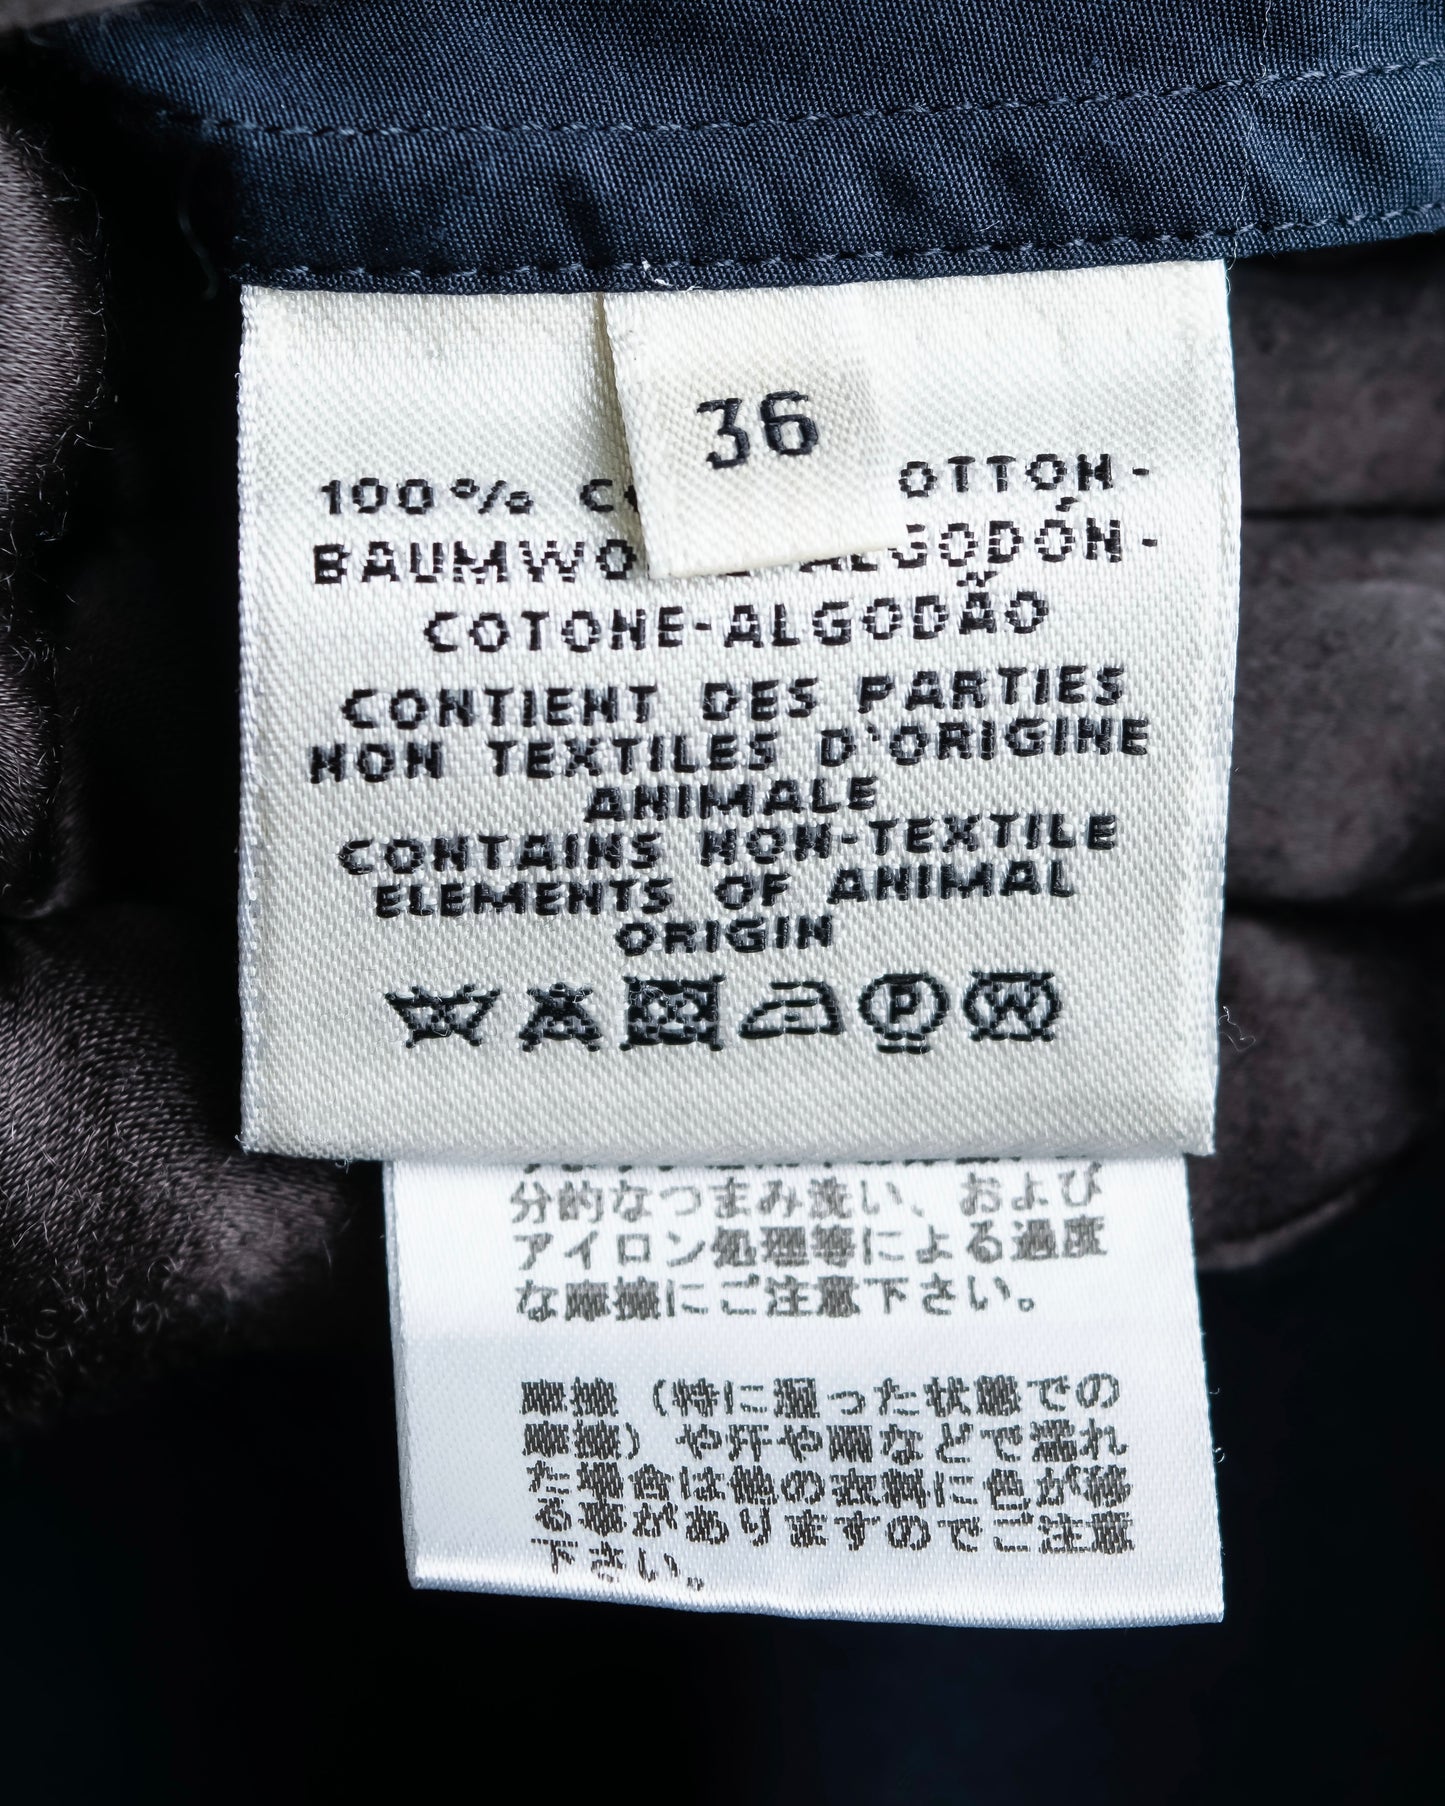 36
100% C OTTON-
BAUMWO ALGODÓN-
COTONE-ALGODÃO
CONTIENT DES PARTIES
NON TEXTILES D'ORIGINE
ANIMALE
CONTAINS NON-TEXTILE
ELEMENTS OF ANIMAL
ORIGIN
P W
分的なつまみ洗い、および
アイロン処理等による過度
な摩擦にご注意下さい。
摩擦（特に湿った状態での
摩擦）や汗や雨などで濡れ
た場合は他の衣料に色が移
る事がありますのでご注意
下さい。